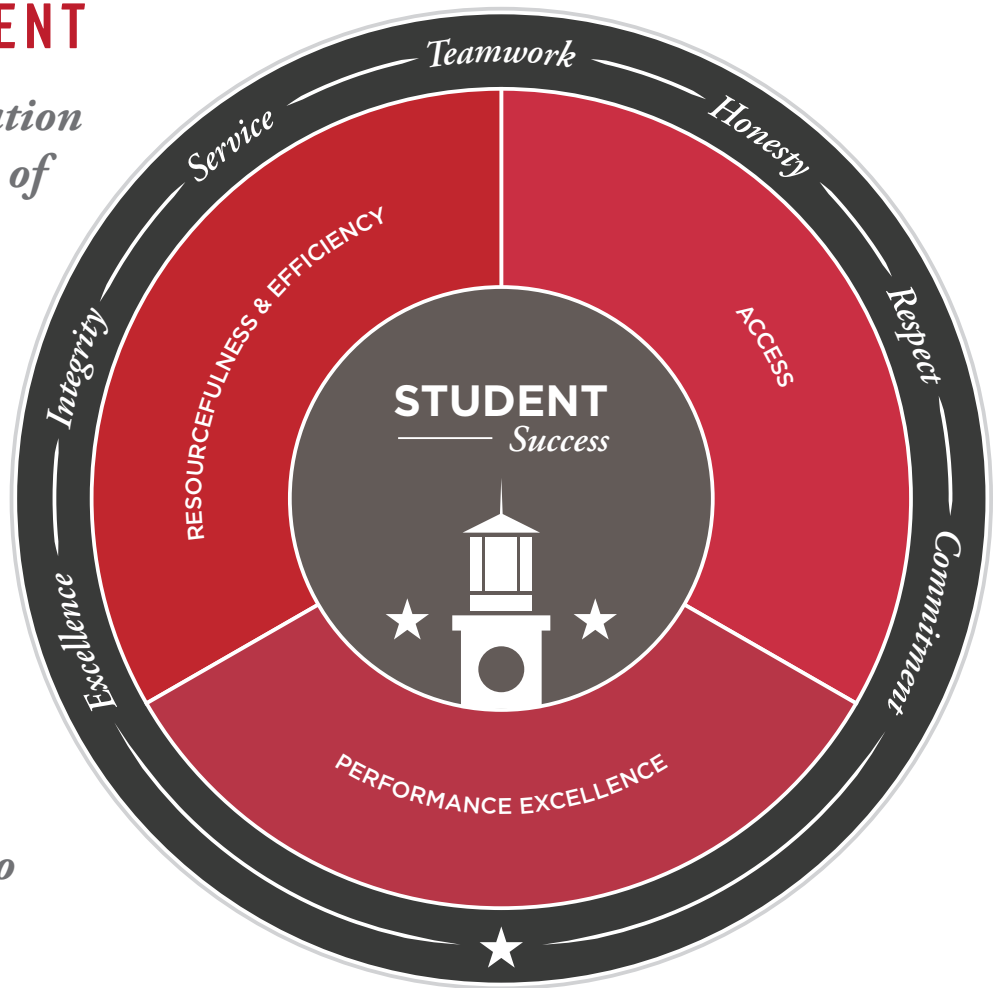 ENT
ation
of
o
Teamwork
Honesty
Respect
Commitment
Excellence
Integrity
Service
RESOURCEFULNESS & EFFICIENCY
ACCESS
PERFORMANCE EXCELLENCE
STUDENT
Success